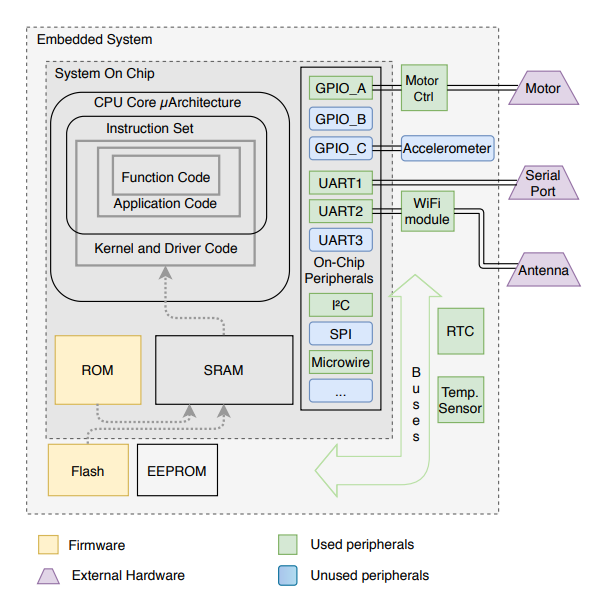 Embedded System
System On Chip
CPU Core µArchitecture
Instruction Set
Function Code
Application Code
Kernel and Driver Code
ROM
SRAM
Flash
EEPROM
GPIO_A
GPIO_B
GPIO_C
UART1
UART2
UART3
On-Chip
Peripherals
I²C
SPI
Microwire
...
Motor
Ctrl
Accelerometer
WiFi
module
RTC
Temp.
Sensor
Buses
Motor
Serial
Port
Antenna
Firmware
Used peripherals
External Hardware
Unused peripherals